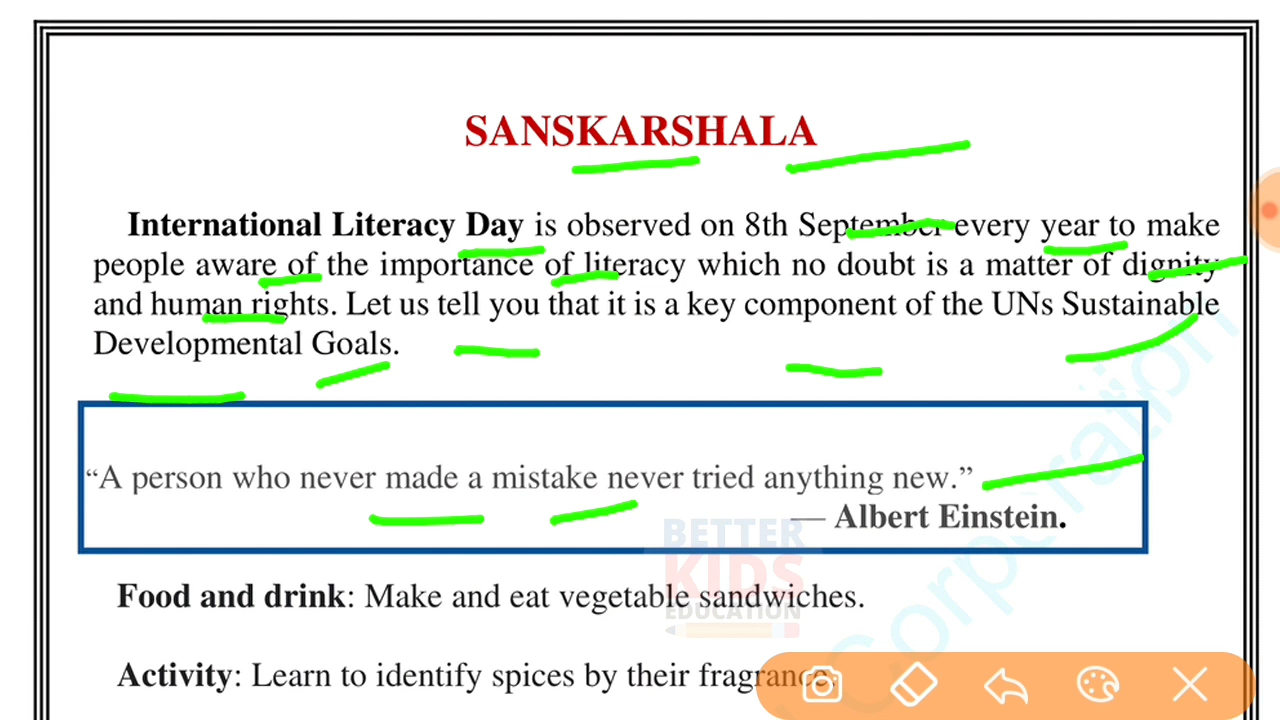 SANSKARSHALA
International Literacy Day is observed on 8th September every year to make
people aware of the importance of literacy which no doubt is a matter of dignity
and human rights. Let us tell you that it is a key component of the UNs Sustainable
Developmental Goals.
“A person who never made a mistake never tried anything new.”
— Albert Einstein.
BETTER
KIDS
EDUCATION
Food and drink: Make and eat vegetable sandwiches.
Activity: Learn to identify spices by their fragrance.
Corporation